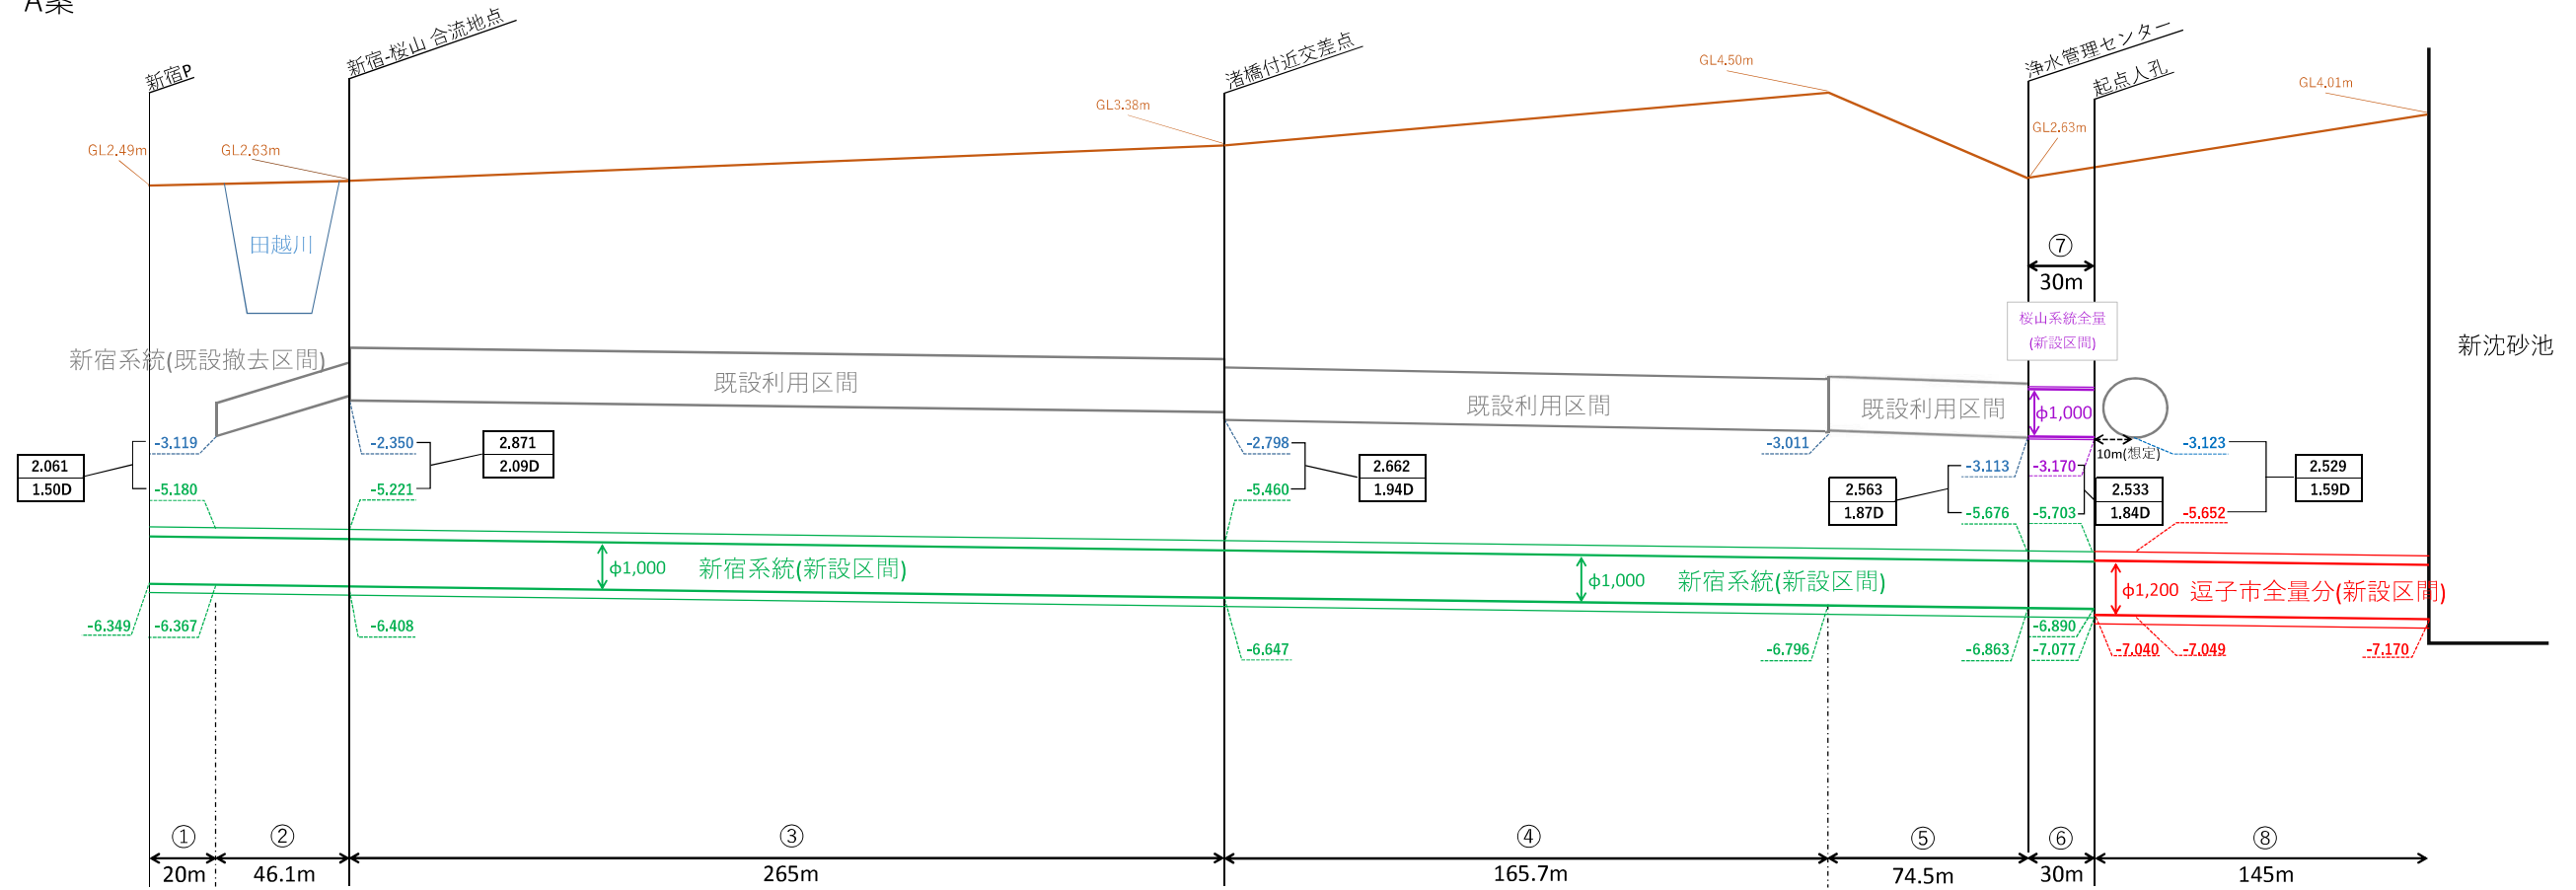 A案
新宿P
新宿-桜山 合流地点
渚橋付近交差点
浄水管理センター
起点人孔
GL2.49m
GL2.63m
GL3.38m
GL4.50m
GL2.63m
GL4.01m
田越川
⑦
30m
桜山系統全量
(新設区間)
新沈砂池
新宿系統(既設撤去区間)
既設利用区間
既設利用区間
既設利用区間
φ1,000
10m(想定)
-3.119
-5.180
2.061
1.50D
-2.350
-5.221
2.871
2.09D
-2.798
-5.460
2.662
1.94D
-3.011
-3.113
-5.676
2.563
1.87D
-3.170
-5.703
2.533
1.84D
-3.123
-5.652
2.529
1.59D
φ1,000
新宿系統(新設区間)
φ1,000
新宿系統(新設区間)
φ1,200
逗子市全量分(新設区間)
-6.349
-6.367
-6.408
-6.647
-6.796
-6.863
-6.890
-7.077
-7.040
-7.049
-7.170
①
②
③
④
⑤
⑥
⑧
20m
46.1m
265m
165.7m
74.5m
30m
145m